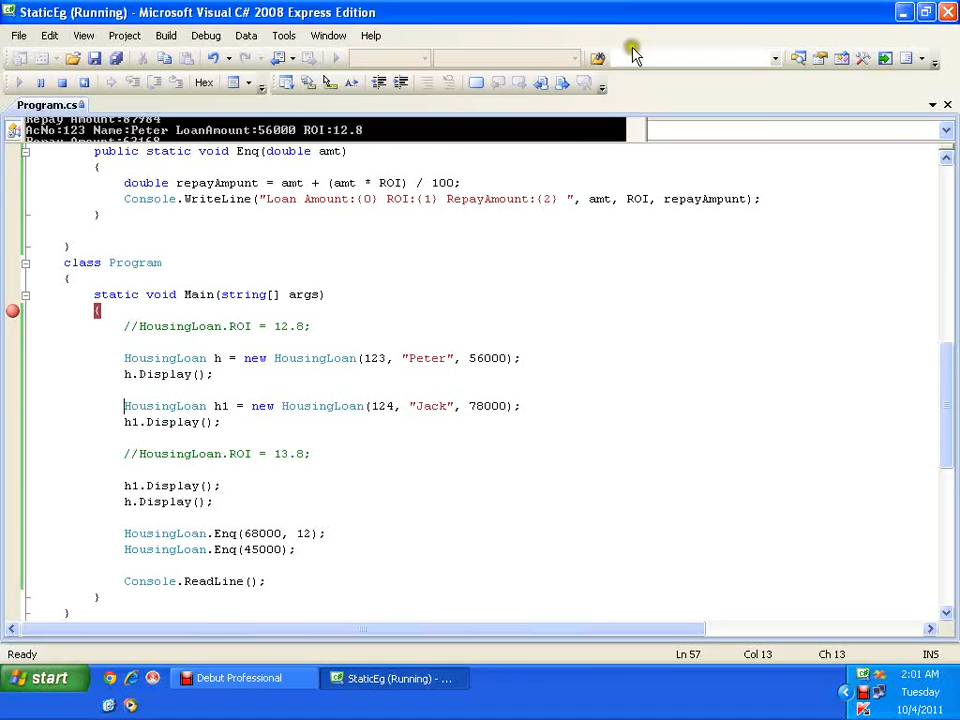 StaticEg (Running) - Microsoft Visual C# 2008 Express Edition
File Edit View Project Build Debug Data Tools Window Help
Hex
Program.cs
Repay Amount:87984
AcNo:123 Name:Peter LoanAmount:56000 ROI:12.8
Repay Amount:63168
public static void Enq(double amt)
{
double repayAmpunt = amt + (amt * ROI) / 100;
Console.WriteLine("Loan Amount:{0} ROI:{1} RepayAmount:{2} ", amt, ROI, repayAmpunt);
}
}
class Program
{
static void Main(string[] args)
{
//HousingLoan.ROI = 12.8;
HousingLoan h = new HousingLoan(123, "Peter", 56000);
h.Display();
HousingLoan h1 = new HousingLoan(124, "Jack", 78000);
h1.Display();
//HousingLoan.ROI = 13.8;
h1.Display();
h.Display();
HousingLoan.Enq(68000, 12);
HousingLoan.Enq(45000);
Console.ReadLine();
}
}
Ready Ln 57 Col 13 Ch 13 INS
start Debut Professional StaticEg (Running) - ... 2:01 AM
Tuesday
10/4/2011